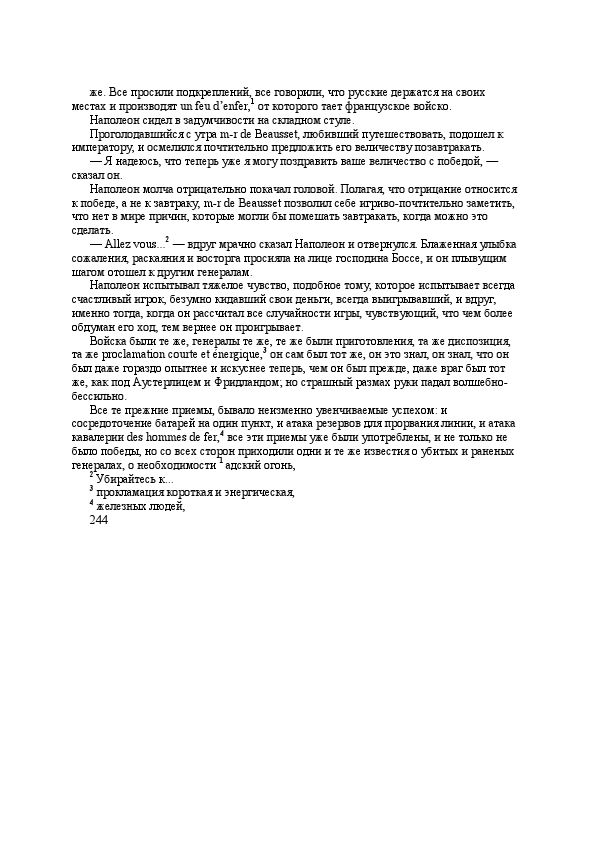 же. Все просили подкреплений, все говорили, что русские держатся на своих
местах и производят un feu d’enfer,¹ от которого тает французское войско.
Наполеон сидел в задумчивости на складном стуле.
Проголодавшийся с утра m-r de Beausset, любивший путешествовать, подошел к
императору, и осмелился почтительно предложить его величеству позавтракать.
— Я надеюсь, что теперь уже я могу поздравить ваше величество с победой, —
сказал он.
Наполеон молча отрицательно покачал головой. Полагая, что отрицание относится
к победе, а не к завтраку, m-r de Beausset позволил себе игриво-почтительно заметить,
что нет в мире причин, которые могли бы помешать завтракать, когда можно это
сделать.
— Allez vous...² — вдруг мрачно сказал Наполеон и отвернулся. Блаженная улыбка
сожаления, раскаяния и восторга просияла на лице господина Боссе, и он плывущим
шагом отошел к другим генералам.
Наполеон испытывал тяжелое чувство, подобное тому, которое испытывает всегда
счастливый игрок, безумно кидавший свои деньги, всегда выигрывавший, и вдруг,
именно тогда, когда он рассчитал все случайности игры, чувствующий, что чем более
обдуман его ход, тем вернее он проигрывает.
Войска были те же, генералы те же, те же были приготовления, та же диспозиция,
та же proclamation courte et énergique,³ он сам был тот же, он это знал, он знал, что он
был даже гораздо опытнее и искуснее теперь, чем он был прежде, даже враг был тот
же, как под Аустерлицем и Фридландом; но страшный размах руки падал волшебно-
бессильно.
Все те прежние приемы, бывало неизменно увенчиваемые успехом: и
сосредоточение батарей на один пункт, и атака резервов для прорвания линии, и атака
кавалерии des hommes de fer,⁴ все эти приемы уже были употреблены, и не только не
было победы, но со всех сторон приходили одни и те же известия о убитых и раненых
генералах, о необходимости ¹ адский огонь,
² Убирайтесь к...
³ прокламация короткая и энергическая,
⁴ железных людей,
244